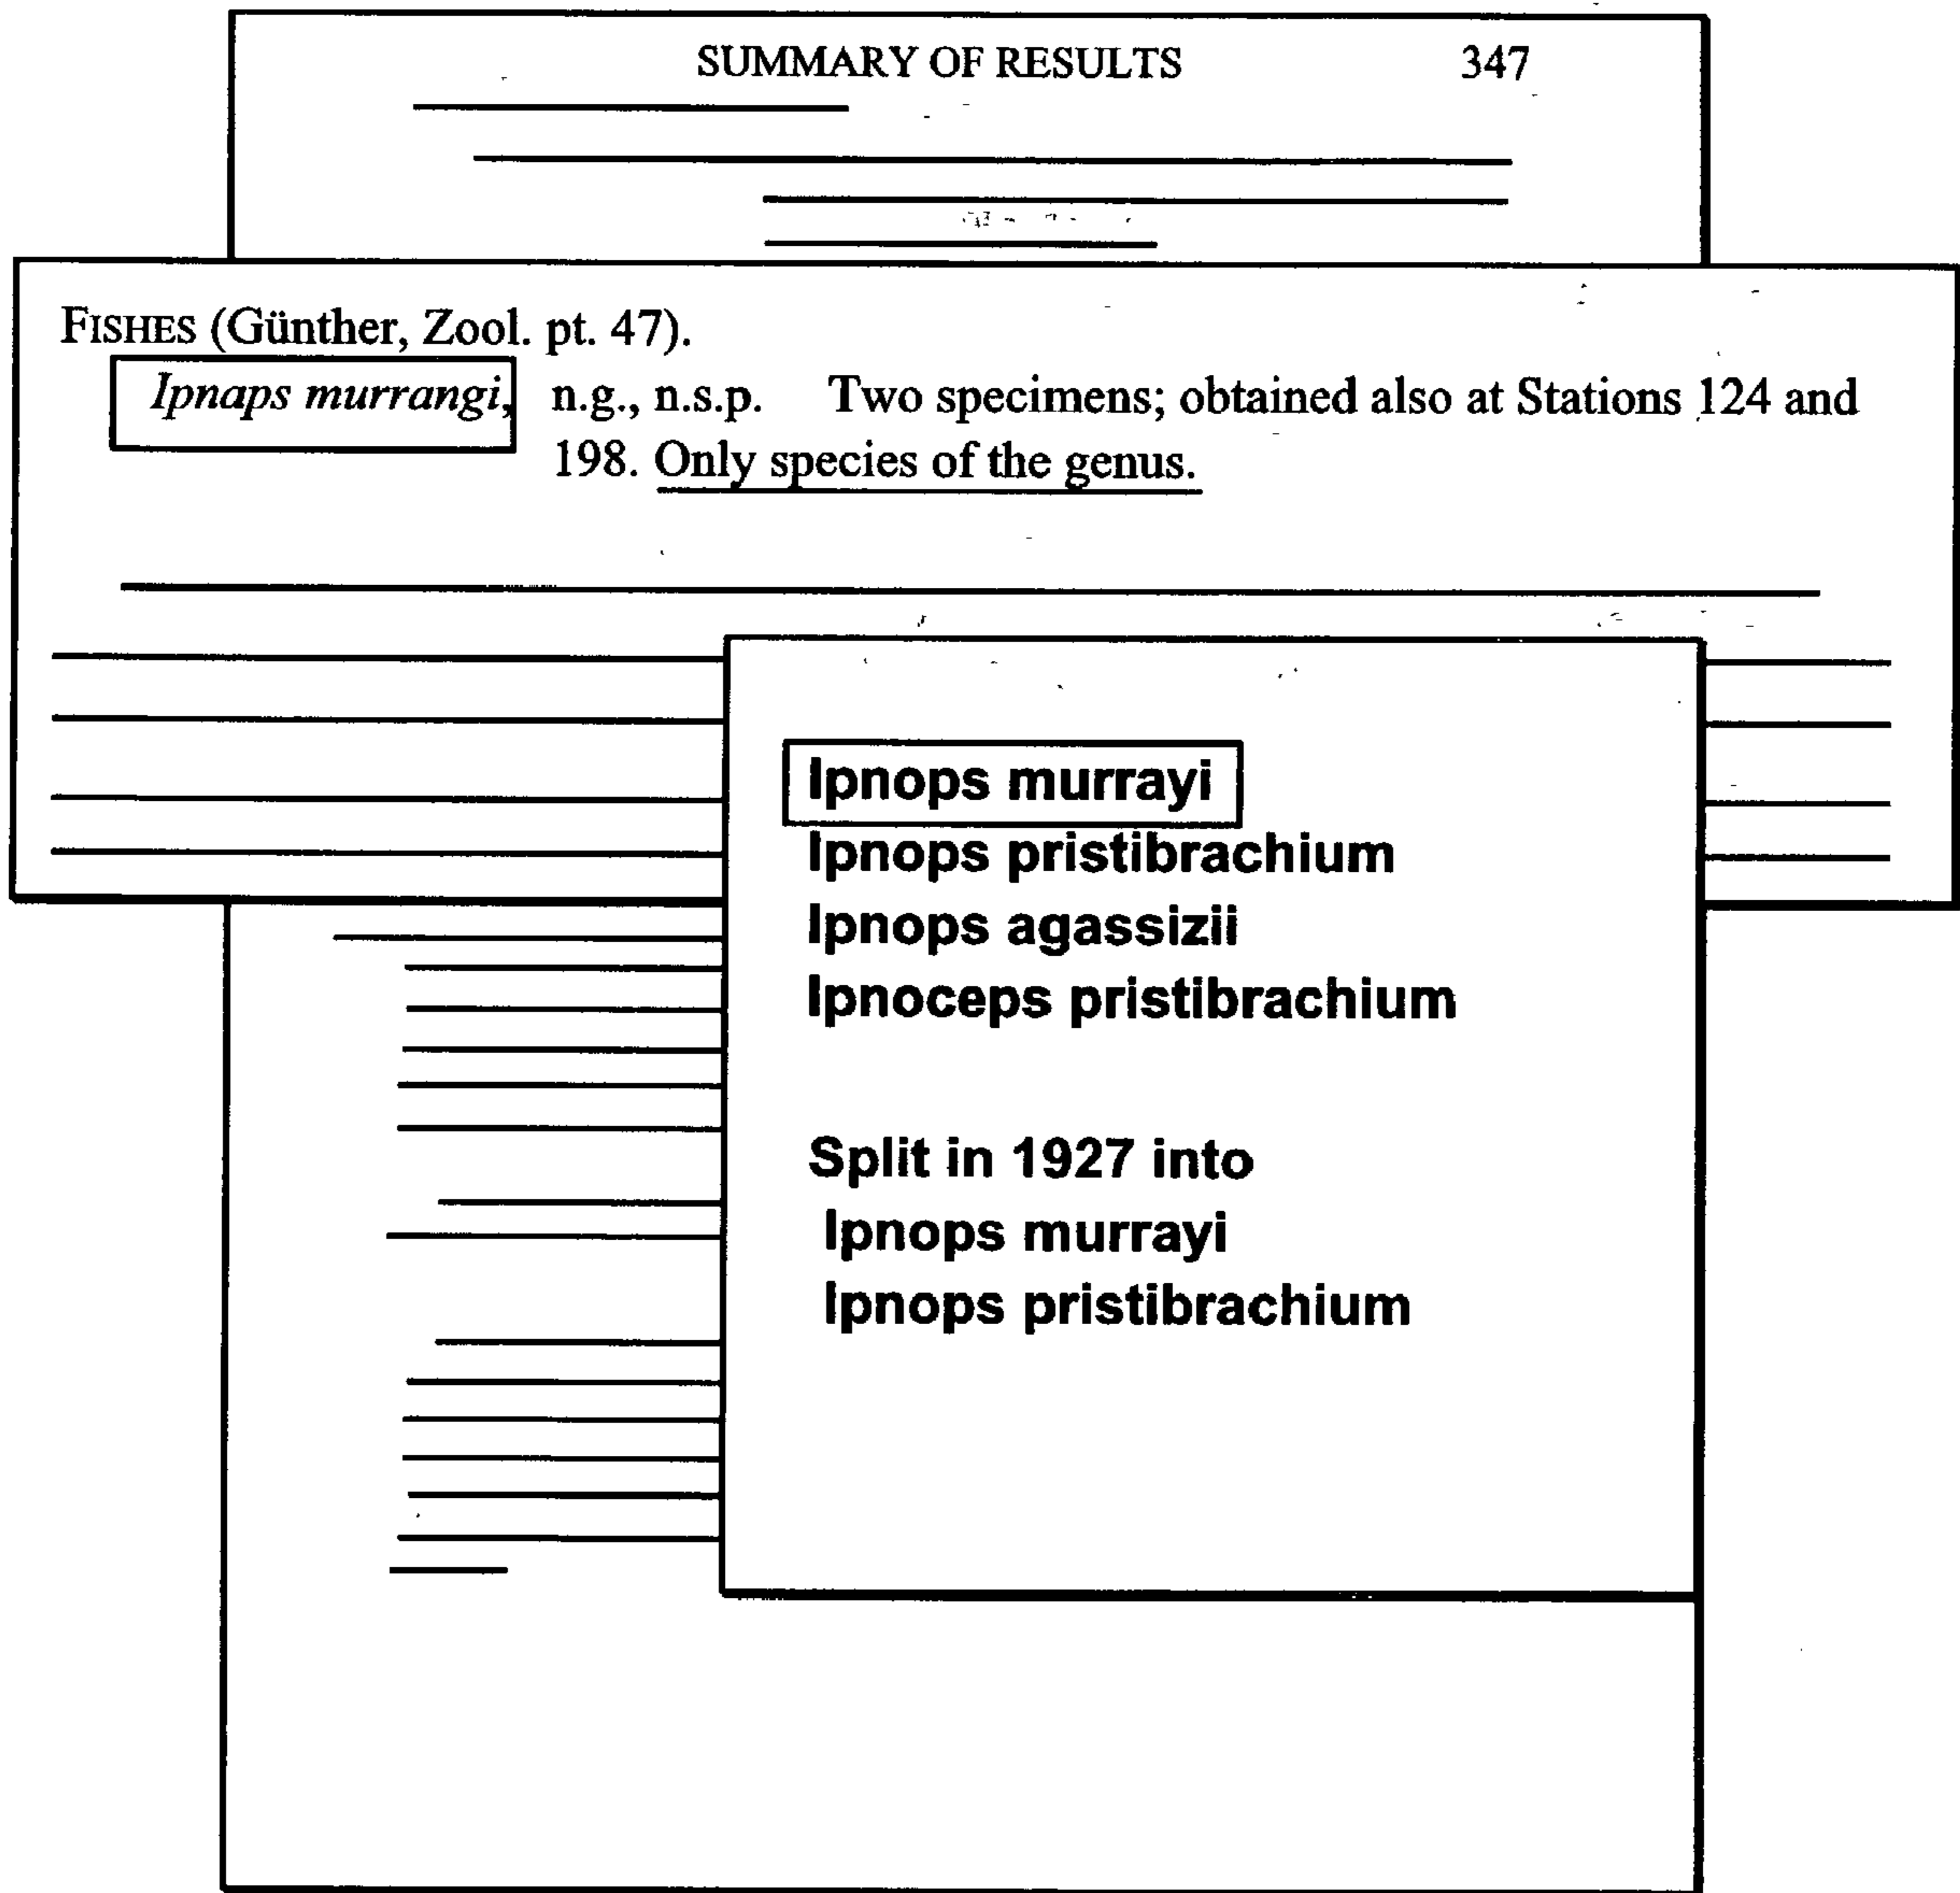 SUMMARY OF RESULTS 347
FISHES (Günther, Zool. pt. 47).
Ipnaps murrangi, n.g., n.s.p. Two specimens; obtained also at Stations 124 and
198. Only species of the genus.
Ipnops murrayi
Ipnops pristibrachium
Ipnops agassizii
Ipnoceps pristibrachium
Split in 1927 into
Ipnops murrayi
Ipnops pristibrachium